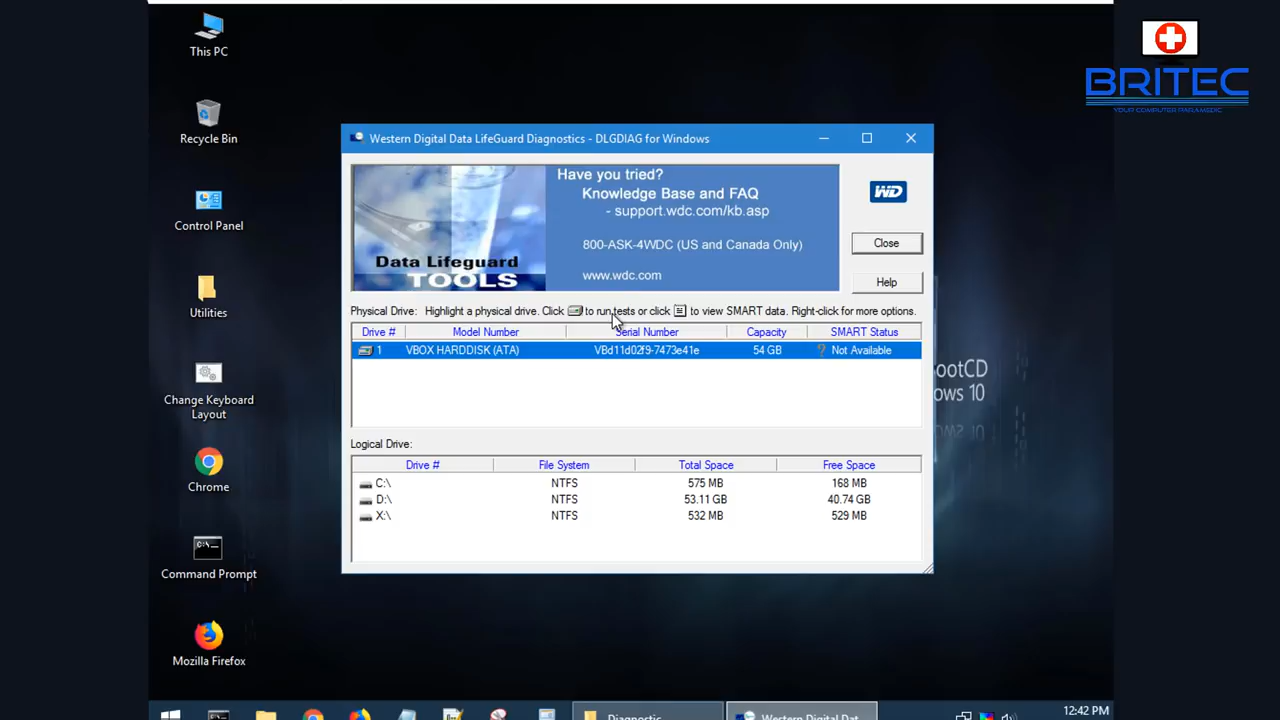 This PC
Recycle Bin
Control Panel
Utilities
Change Keyboard
Layout
Chrome
Command Prompt
Mozilla Firefox
BRITEC
YOUR COMPUTER PARAMEDIC
Western Digital Data LifeGuard Diagnostics - DLGDIAG for Windows
Have you tried?
Knowledge Base and FAQ
- support.wdc.com/kb.asp
800-ASK-4WDC (US and Canada Only)
www.wdc.com
Data Lifeguard
TOOLS
WD
Close
Help
Physical Drive: Highlight a physical drive. Click to run tests or click to view SMART data. Right-click for more options.
Drive # Model Number Serial Number Capacity SMART Status
1 VBOX HARDDISK (ATA) VBd11d02f9-7473e41e 54 GB ? Not Available
Logical Drive:
Drive # File System Total Space Free Space
C:\ NTFS 575 MB 168 MB
D:\ NTFS 53.11 GB 40.74 GB
X:\ NTFS 532 MB 529 MB
ootCD
ows 10
Diagnostic
Western Digital Dat...
12:42 PM